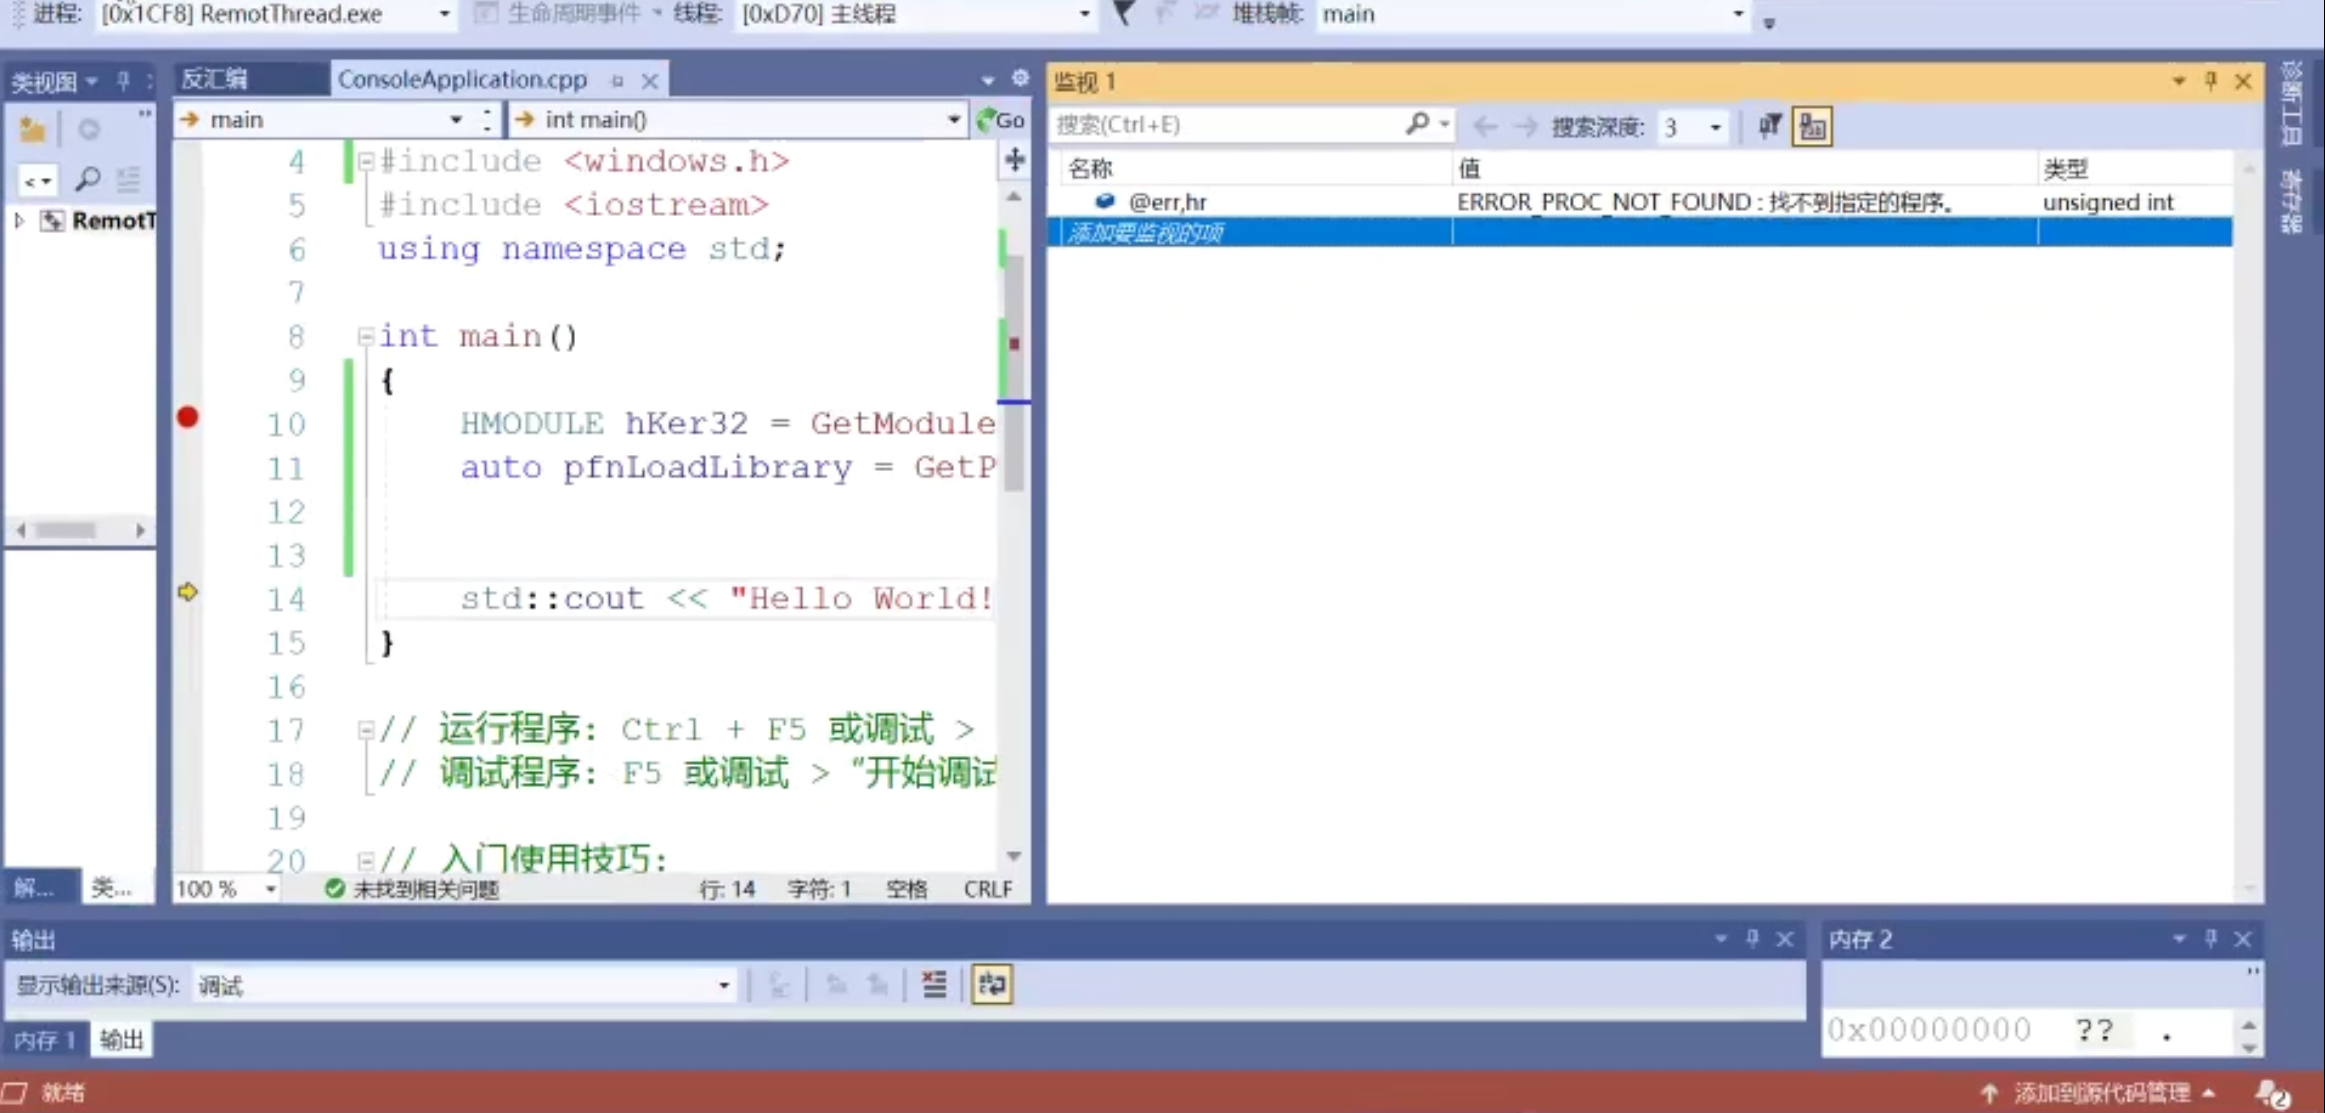 进程: [0x1CF8] RemotThread.exe 生命周期事件 线程: [0xD70] 主线程 堆栈帧: main
类视图
反汇编 ConsoleApplication.cpp
main int main() Go
RemotT
4 #include <windows.h>
5 #include <iostream>
6 using namespace std;
7
8 int main()
9 {
10 HMODULE hKer32 = GetModule
11 auto pfnLoadLibrary = GetP
12
13
14 std::cout << "Hello World!
15 }
16
17 // 运行程序: Ctrl + F5 或调试 >
18 // 调试程序: F5 或调试 > "开始调试
19
20 // 入门使用技巧:
100 % 未找到相关问题 行: 14 字符: 1 空格 CRLF
解... 类...
监视 1
搜索(Ctrl+E) 搜索深度: 3
名称 值 类型
@err,hr ERROR_PROC_NOT_FOUND : 找不到指定的程序。 unsigned int
添加要监视的项
诊断工具
寄存器
输出
显示输出来源(S): 调试
内存 1 输出
内存 2
0x00000000 ?? .
就绪 添加到源代码管理 2